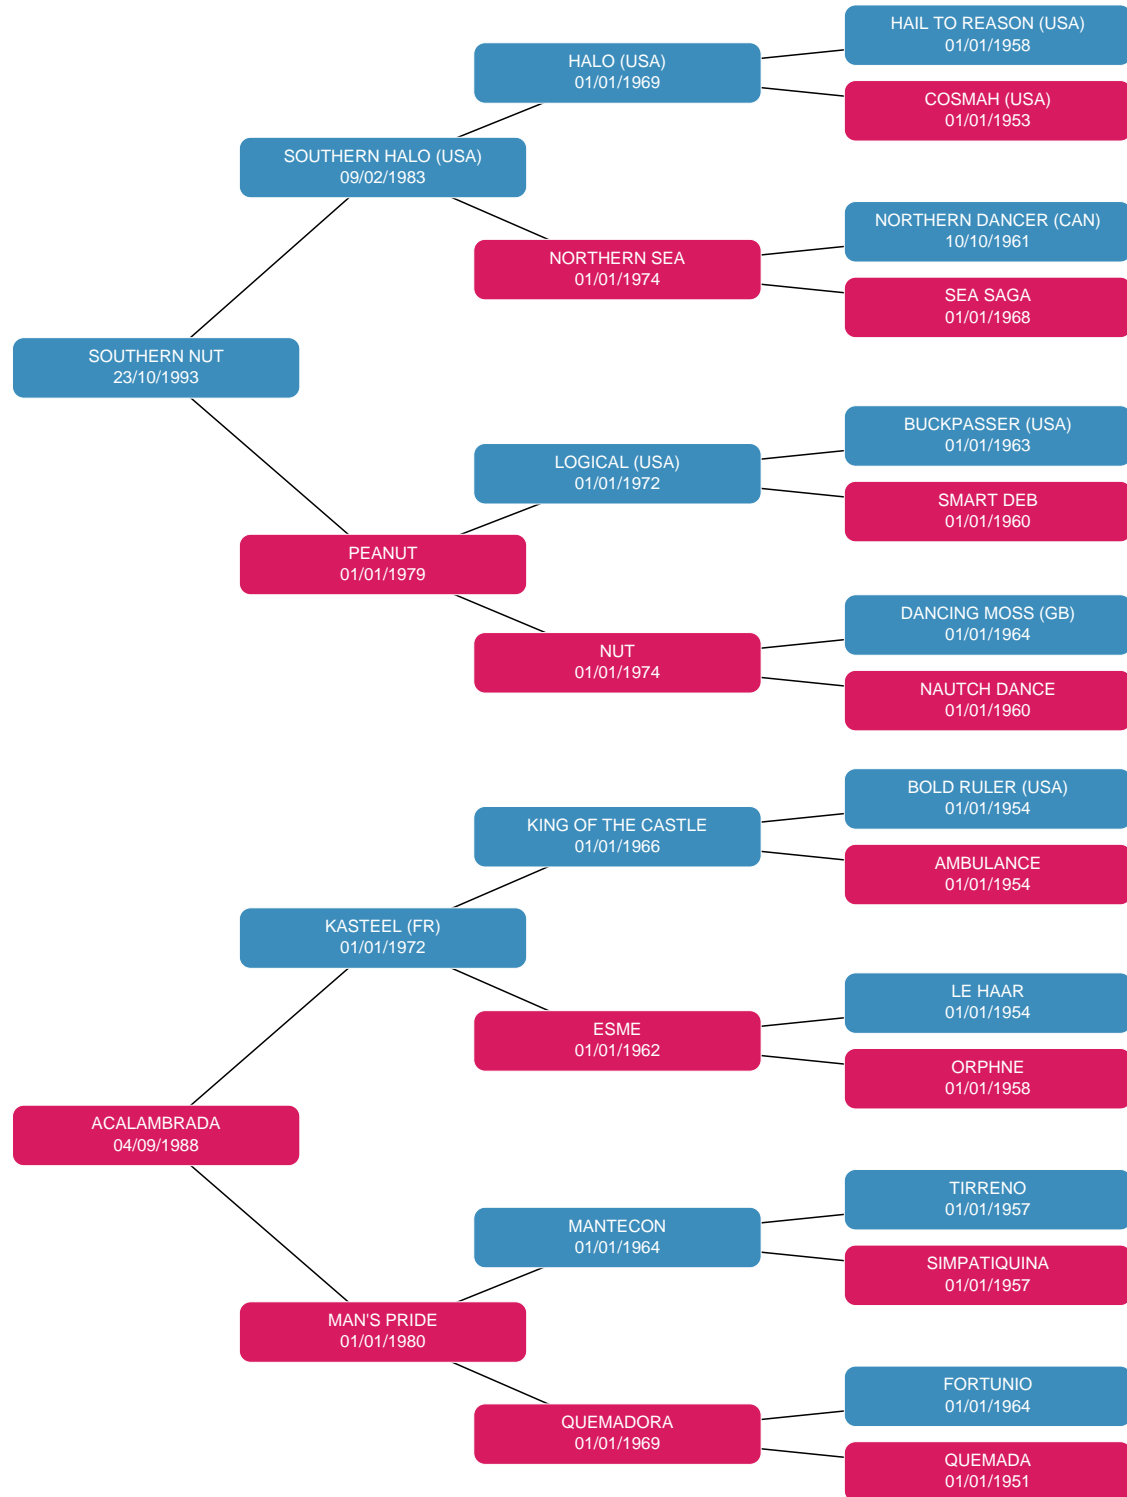 HAIL TO REASON (USA)
01/01/1958
HALO (USA)
01/01/1969
COSMAH (USA)
01/01/1953
SOUTHERN HALO (USA)
09/02/1983
NORTHERN DANCER (CAN)
10/10/1961
NORTHERN SEA
01/01/1974
SEA SAGA
01/01/1968
SOUTHERN NUT
23/10/1993
BUCKPASSER (USA)
01/01/1963
LOGICAL (USA)
01/01/1972
SMART DEB
01/01/1960
PEANUT
01/01/1979
DANCING MOSS (GB)
01/01/1964
NUT
01/01/1974
NAUTCH DANCE
01/01/1960
BOLD RULER (USA)
01/01/1954
KING OF THE CASTLE
01/01/1966
AMBULANCE
01/01/1954
KASTEEL (FR)
01/01/1972
LE HAAR
01/01/1954
ESME
01/01/1962
ORPHNE
01/01/1958
ACALAMBRADA
04/09/1988
TIRRENO
01/01/1957
MANTECON
01/01/1964
SIMPATIQUINA
01/01/1957
MAN'S PRIDE
01/01/1980
FORTUNIO
01/01/1964
QUEMADORA
01/01/1969
QUEMADA
01/01/1951